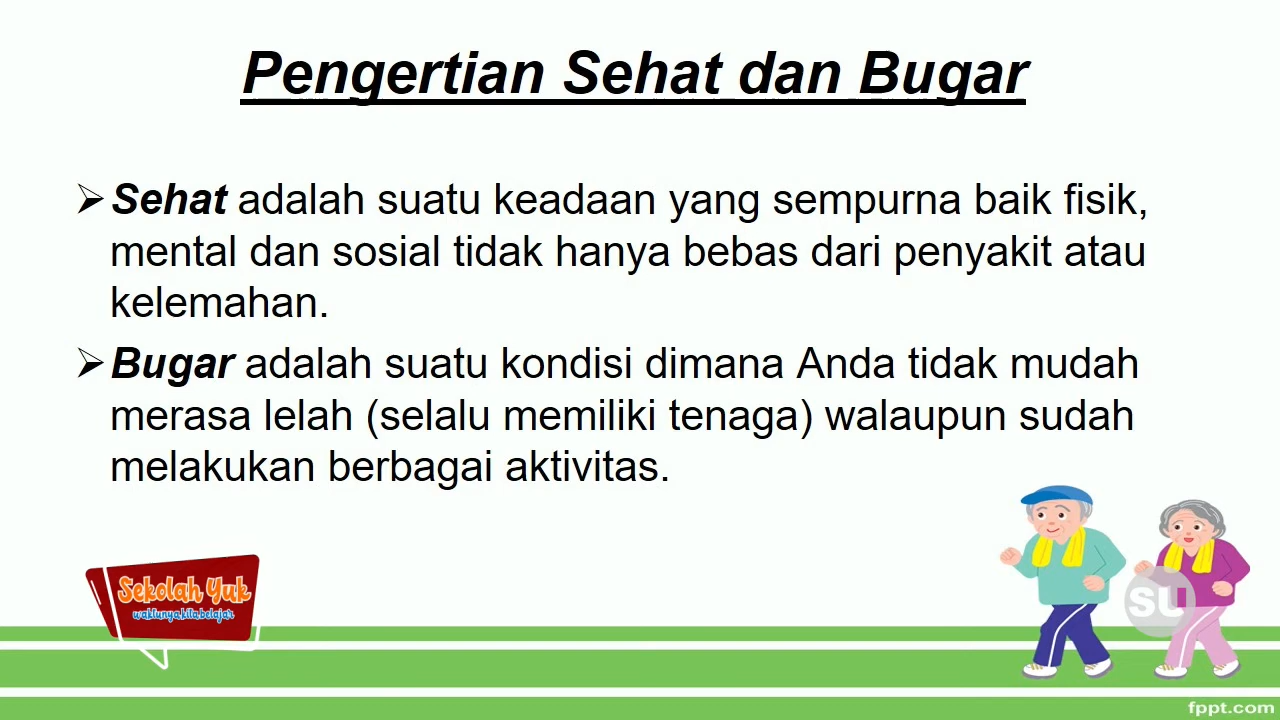 Pengertian Sehat dan Bugar
Sehat adalah suatu keadaan yang sempurna baik fisik,
mental dan sosial tidak hanya bebas dari penyakit atau
kelemahan.
Bugar adalah suatu kondisi dimana Anda tidak mudah
merasa lelah (selalu memiliki tenaga) walaupun sudah
melakukan berbagai aktivitas.
Sekolah Yuk
waktunya kita belajar
SU
fppt.com